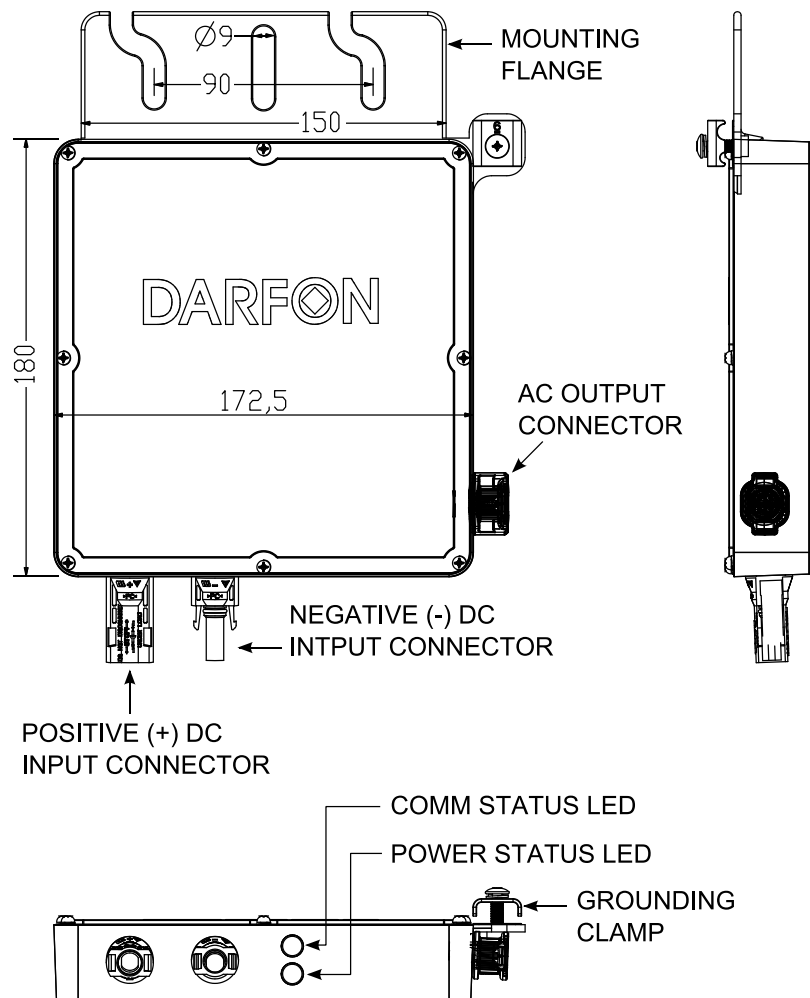 Ø9
MOUNTING
FLANGE
90
150
DARFON
180
172,5
AC OUTPUT
CONNECTOR
NEGATIVE (-) DC
INTPUT CONNECTOR
POSITIVE (+) DC
INPUT CONNECTOR
COMM STATUS LED
POWER STATUS LED
GROUNDING
CLAMP